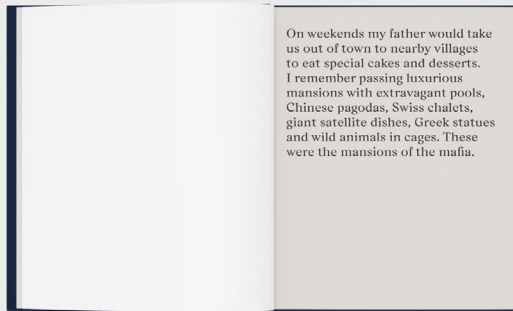 On weekends my father would take
us out of town to nearby villages
to eat special cakes and desserts.
I remember passing luxurious
mansions with extravagant pools,
Chinese pagodas, Swiss chalets,
giant satellite dishes, Greek statues
and wild animals in cages. These
were the mansions of the mafia.